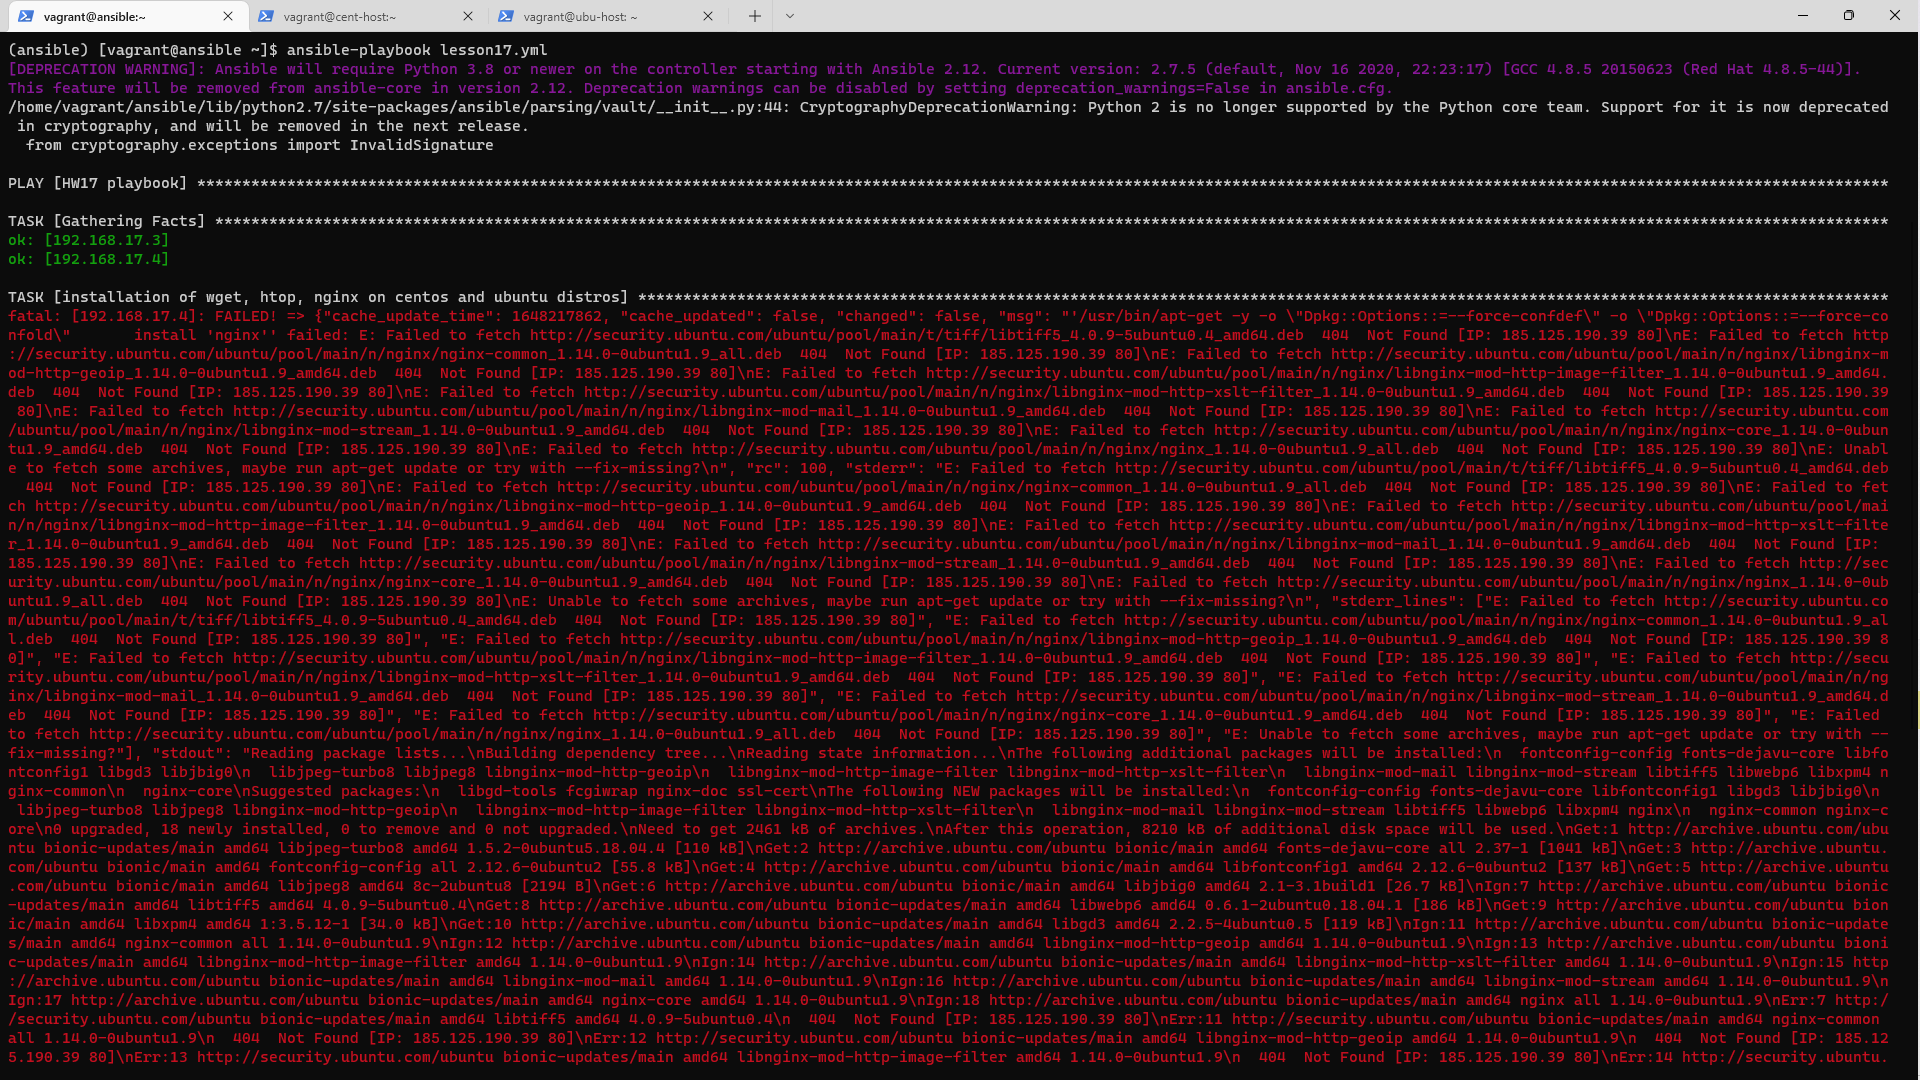 vagrant@ansible:~
vagrant@cent-host:~
vagrant@ubu-host: ~
(ansible) [vagrant@ansible ~]$ ansible-playbook lesson17.yml
[DEPRECATION WARNING]: Ansible will require Python 3.8 or newer on the controller starting with Ansible 2.12. Current version: 2.7.5 (default, Nov 16 2020, 22:23:17) [GCC 4.8.5 20150623 (Red Hat 4.8.5-44)].
This feature will be removed from ansible-core in version 2.12. Deprecation warnings can be disabled by setting deprecation_warnings=False in ansible.cfg.
/home/vagrant/ansible/lib/python2.7/site-packages/ansible/parsing/vault/__init__.py:44: CryptographyDeprecationWarning: Python 2 is no longer supported by the Python core team. Support for it is now deprecated
 in cryptography, and will be removed in the next release.
  from cryptography.exceptions import InvalidSignature
PLAY [HW17 playbook] ********************************************************************************************************************************************************************************************
TASK [Gathering Facts] ******************************************************************************************************************************************************************************************
ok: [192.168.17.3]
ok: [192.168.17.4]
TASK [installation of wget, htop, nginx on centos and ubuntu distros] *******************************************************************************************************************************************
fatal: [192.168.17.4]: FAILED! => {"cache_update_time": 1648217862, "cache_updated": false, "changed": false, "msg": "'/usr/bin/apt-get -y -o \"Dpkg::Options::=--force-confdef\" -o \"Dpkg::Options::=--force-co
nfold\"       install 'nginx'' failed: E: Failed to fetch http://security.ubuntu.com/ubuntu/pool/main/t/tiff/libtiff5_4.0.9-5ubuntu0.4_amd64.deb  404  Not Found [IP: 185.125.190.39 80]\nE: Failed to fetch http
://security.ubuntu.com/ubuntu/pool/main/n/nginx/nginx-common_1.14.0-0ubuntu1.9_all.deb  404  Not Found [IP: 185.125.190.39 80]\nE: Failed to fetch http://security.ubuntu.com/ubuntu/pool/main/n/nginx/libnginx-m
od-http-geoip_1.14.0-0ubuntu1.9_amd64.deb  404  Not Found [IP: 185.125.190.39 80]\nE: Failed to fetch http://security.ubuntu.com/ubuntu/pool/main/n/nginx/libnginx-mod-http-image-filter_1.14.0-0ubuntu1.9_amd64.
deb  404  Not Found [IP: 185.125.190.39 80]\nE: Failed to fetch http://security.ubuntu.com/ubuntu/pool/main/n/nginx/libnginx-mod-http-xslt-filter_1.14.0-0ubuntu1.9_amd64.deb  404  Not Found [IP: 185.125.190.39
 80]\nE: Failed to fetch http://security.ubuntu.com/ubuntu/pool/main/n/nginx/libnginx-mod-mail_1.14.0-0ubuntu1.9_amd64.deb  404  Not Found [IP: 185.125.190.39 80]\nE: Failed to fetch http://security.ubuntu.com
/ubuntu/pool/main/n/nginx/libnginx-mod-stream_1.14.0-0ubuntu1.9_amd64.deb  404  Not Found [IP: 185.125.190.39 80]\nE: Failed to fetch http://security.ubuntu.com/ubuntu/pool/main/n/nginx/nginx-core_1.14.0-0ubun
tu1.9_amd64.deb  404  Not Found [IP: 185.125.190.39 80]\nE: Failed to fetch http://security.ubuntu.com/ubuntu/pool/main/n/nginx/nginx_1.14.0-0ubuntu1.9_all.deb  404  Not Found [IP: 185.125.190.39 80]\nE: Unabl
e to fetch some archives, maybe run apt-get update or try with --fix-missing?\n", "rc": 100, "stderr": "E: Failed to fetch http://security.ubuntu.com/ubuntu/pool/main/t/tiff/libtiff5_4.0.9-5ubuntu0.4_amd64.deb
  404  Not Found [IP: 185.125.190.39 80]\nE: Failed to fetch http://security.ubuntu.com/ubuntu/pool/main/n/nginx/nginx-common_1.14.0-0ubuntu1.9_all.deb  404  Not Found [IP: 185.125.190.39 80]\nE: Failed to fet
ch http://security.ubuntu.com/ubuntu/pool/main/n/nginx/libnginx-mod-http-geoip_1.14.0-0ubuntu1.9_amd64.deb  404  Not Found [IP: 185.125.190.39 80]\nE: Failed to fetch http://security.ubuntu.com/ubuntu/pool/mai
n/n/nginx/libnginx-mod-http-image-filter_1.14.0-0ubuntu1.9_amd64.deb  404  Not Found [IP: 185.125.190.39 80]\nE: Failed to fetch http://security.ubuntu.com/ubuntu/pool/main/n/nginx/libnginx-mod-http-xslt-filte
r_1.14.0-0ubuntu1.9_amd64.deb  404  Not Found [IP: 185.125.190.39 80]\nE: Failed to fetch http://security.ubuntu.com/ubuntu/pool/main/n/nginx/libnginx-mod-mail_1.14.0-0ubuntu1.9_amd64.deb  404  Not Found [IP: 
185.125.190.39 80]\nE: Failed to fetch http://security.ubuntu.com/ubuntu/pool/main/n/nginx/libnginx-mod-stream_1.14.0-0ubuntu1.9_amd64.deb  404  Not Found [IP: 185.125.190.39 80]\nE: Failed to fetch http://sec
urity.ubuntu.com/ubuntu/pool/main/n/nginx/nginx-core_1.14.0-0ubuntu1.9_amd64.deb  404  Not Found [IP: 185.125.190.39 80]\nE: Failed to fetch http://security.ubuntu.com/ubuntu/pool/main/n/nginx/nginx_1.14.0-0ub
untu1.9_all.deb  404  Not Found [IP: 185.125.190.39 80]\nE: Unable to fetch some archives, maybe run apt-get update or try with --fix-missing?\n", "stderr_lines": ["E: Failed to fetch http://security.ubuntu.co
m/ubuntu/pool/main/t/tiff/libtiff5_4.0.9-5ubuntu0.4_amd64.deb  404  Not Found [IP: 185.125.190.39 80]", "E: Failed to fetch http://security.ubuntu.com/ubuntu/pool/main/n/nginx/nginx-common_1.14.0-0ubuntu1.9_al
l.deb  404  Not Found [IP: 185.125.190.39 80]", "E: Failed to fetch http://security.ubuntu.com/ubuntu/pool/main/n/nginx/libnginx-mod-http-geoip_1.14.0-0ubuntu1.9_amd64.deb  404  Not Found [IP: 185.125.190.39 8
0]", "E: Failed to fetch http://security.ubuntu.com/ubuntu/pool/main/n/nginx/libnginx-mod-http-image-filter_1.14.0-0ubuntu1.9_amd64.deb  404  Not Found [IP: 185.125.190.39 80]", "E: Failed to fetch http://secu
rity.ubuntu.com/ubuntu/pool/main/n/nginx/libnginx-mod-http-xslt-filter_1.14.0-0ubuntu1.9_amd64.deb  404  Not Found [IP: 185.125.190.39 80]", "E: Failed to fetch http://security.ubuntu.com/ubuntu/pool/main/n/ng
inx/libnginx-mod-mail_1.14.0-0ubuntu1.9_amd64.deb  404  Not Found [IP: 185.125.190.39 80]", "E: Failed to fetch http://security.ubuntu.com/ubuntu/pool/main/n/nginx/libnginx-mod-stream_1.14.0-0ubuntu1.9_amd64.d
eb  404  Not Found [IP: 185.125.190.39 80]", "E: Failed to fetch http://security.ubuntu.com/ubuntu/pool/main/n/nginx/nginx-core_1.14.0-0ubuntu1.9_amd64.deb  404  Not Found [IP: 185.125.190.39 80]", "E: Failed 
to fetch http://security.ubuntu.com/ubuntu/pool/main/n/nginx/nginx_1.14.0-0ubuntu1.9_all.deb  404  Not Found [IP: 185.125.190.39 80]", "E: Unable to fetch some archives, maybe run apt-get update or try with --
fix-missing?"], "stdout": "Reading package lists...\nBuilding dependency tree...\nReading state information...\nThe following additional packages will be installed:\n  fontconfig-config fonts-dejavu-core libfo
ntconfig1 libgd3 libjbig0\n  libjpeg-turbo8 libjpeg8 libnginx-mod-http-geoip\n  libnginx-mod-http-image-filter libnginx-mod-http-xslt-filter\n  libnginx-mod-mail libnginx-mod-stream libtiff5 libwebp6 libxpm4 n
ginx-common\n  nginx-core\nSuggested packages:\n  libgd-tools fcgiwrap nginx-doc ssl-cert\nThe following NEW packages will be installed:\n  fontconfig-config fonts-dejavu-core libfontconfig1 libgd3 libjbig0\n 
 libjpeg-turbo8 libjpeg8 libnginx-mod-http-geoip\n  libnginx-mod-http-image-filter libnginx-mod-http-xslt-filter\n  libnginx-mod-mail libnginx-mod-stream libtiff5 libwebp6 libxpm4 nginx\n  nginx-common nginx-c
ore\n0 upgraded, 18 newly installed, 0 to remove and 0 not upgraded.\nNeed to get 2461 kB of archives.\nAfter this operation, 8210 kB of additional disk space will be used.\nGet:1 http://archive.ubuntu.com/ubu
ntu bionic-updates/main amd64 libjpeg-turbo8 amd64 1.5.2-0ubuntu5.18.04.4 [110 kB]\nGet:2 http://archive.ubuntu.com/ubuntu bionic/main amd64 fonts-dejavu-core all 2.37-1 [1041 kB]\nGet:3 http://archive.ubuntu.
com/ubuntu bionic/main amd64 fontconfig-config all 2.12.6-0ubuntu2 [55.8 kB]\nGet:4 http://archive.ubuntu.com/ubuntu bionic/main amd64 libfontconfig1 amd64 2.12.6-0ubuntu2 [137 kB]\nGet:5 http://archive.ubuntu
.com/ubuntu bionic/main amd64 libjpeg8 amd64 8c-2ubuntu8 [2194 B]\nGet:6 http://archive.ubuntu.com/ubuntu bionic/main amd64 libjbig0 amd64 2.1-3.1build1 [26.7 kB]\nIgn:7 http://archive.ubuntu.com/ubuntu bionic
-updates/main amd64 libtiff5 amd64 4.0.9-5ubuntu0.4\nGet:8 http://archive.ubuntu.com/ubuntu bionic-updates/main amd64 libwebp6 amd64 0.6.1-2ubuntu0.18.04.1 [186 kB]\nGet:9 http://archive.ubuntu.com/ubuntu bion
ic/main amd64 libxpm4 amd64 1:3.5.12-1 [34.0 kB]\nGet:10 http://archive.ubuntu.com/ubuntu bionic-updates/main amd64 libgd3 amd64 2.2.5-4ubuntu0.5 [119 kB]\nIgn:11 http://archive.ubuntu.com/ubuntu bionic-update
s/main amd64 nginx-common all 1.14.0-0ubuntu1.9\nIgn:12 http://archive.ubuntu.com/ubuntu bionic-updates/main amd64 libnginx-mod-http-geoip amd64 1.14.0-0ubuntu1.9\nIgn:13 http://archive.ubuntu.com/ubuntu bioni
c-updates/main amd64 libnginx-mod-http-image-filter amd64 1.14.0-0ubuntu1.9\nIgn:14 http://archive.ubuntu.com/ubuntu bionic-updates/main amd64 libnginx-mod-http-xslt-filter amd64 1.14.0-0ubuntu1.9\nIgn:15 http
://archive.ubuntu.com/ubuntu bionic-updates/main amd64 libnginx-mod-mail amd64 1.14.0-0ubuntu1.9\nIgn:16 http://archive.ubuntu.com/ubuntu bionic-updates/main amd64 libnginx-mod-stream amd64 1.14.0-0ubuntu1.9\n
Ign:17 http://archive.ubuntu.com/ubuntu bionic-updates/main amd64 nginx-core amd64 1.14.0-0ubuntu1.9\nIgn:18 http://archive.ubuntu.com/ubuntu bionic-updates/main amd64 nginx all 1.14.0-0ubuntu1.9\nErr:7 http:/
/security.ubuntu.com/ubuntu bionic-updates/main amd64 libtiff5 amd64 4.0.9-5ubuntu0.4\n  404  Not Found [IP: 185.125.190.39 80]\nErr:11 http://security.ubuntu.com/ubuntu bionic-updates/main amd64 nginx-common 
all 1.14.0-0ubuntu1.9\n  404  Not Found [IP: 185.125.190.39 80]\nErr:12 http://security.ubuntu.com/ubuntu bionic-updates/main amd64 libnginx-mod-http-geoip amd64 1.14.0-0ubuntu1.9\n  404  Not Found [IP: 185.12
5.190.39 80]\nErr:13 http://security.ubuntu.com/ubuntu bionic-updates/main amd64 libnginx-mod-http-image-filter amd64 1.14.0-0ubuntu1.9\n  404  Not Found [IP: 185.125.190.39 80]\nErr:14 http://security.ubuntu.